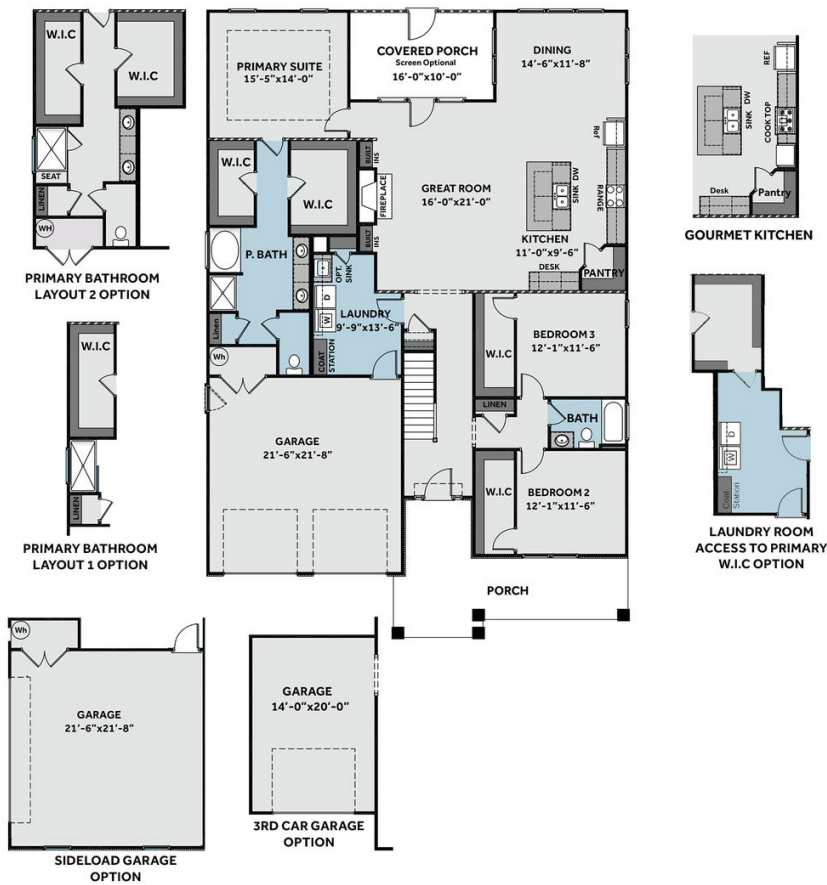 W.I.C
W.I.C
SEAT
LINEN
WH
PRIMARY BATHROOM
LAYOUT 2 OPTION
W.I.C
LINEN
PRIMARY BATHROOM
LAYOUT 1 OPTION
PRIMARY SUITE
15'-5"x14'-0"
COVERED PORCH
Screen Optional
16'-0"x10'-0"
DINING
14'-6"x11'-8"
W.I.C
W.I.C
BUILT
INS
FIREPLACE
BUILT
INS
GREAT ROOM
16'-0"x21'-0"
Ref
DW
SINK
RANGE
KITCHEN
11'-0"x9'-6"
DESK
PANTRY
P. BATH
OPT.
SINK
D
W
LAUNDRY
9'-9"x13'-6"
COAT
STATION
Linen
Wh
BEDROOM 3
12'-1"x11'-6"
W.I.C
LINEN
BATH
W.I.C
BEDROOM 2
12'-1"x11'-6"
GARAGE
21'-6"x21'-8"
PORCH
REF
DW
SINK
COOK TOP
Desk
Pantry
GOURMET KITCHEN
D
W
Coat
Station
LAUNDRY ROOM
ACCESS TO PRIMARY
W.I.C OPTION
Wh
GARAGE
21'-6"x21'-8"
SIDELOAD GARAGE
OPTION
GARAGE
14'-0"x20'-0"
3RD CAR GARAGE
OPTION